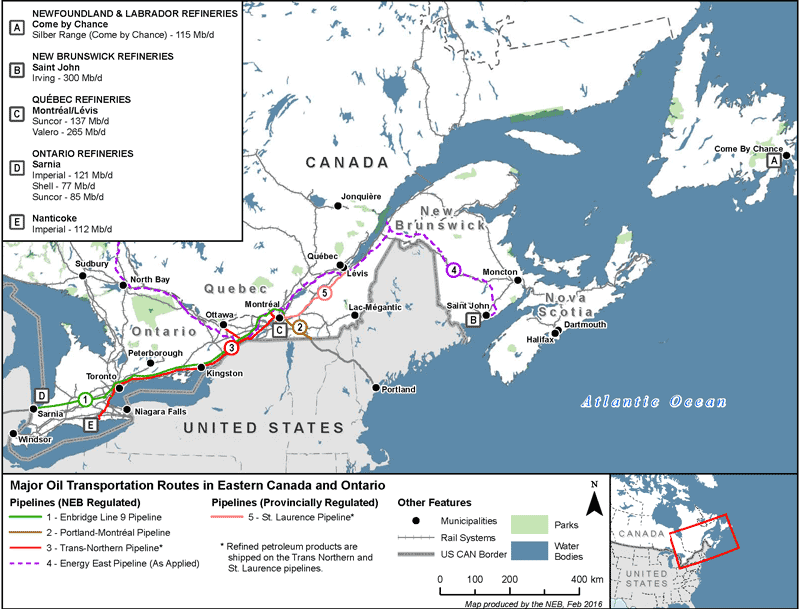 NEWFOUNDLAND & LABRADOR REFINERIES
A
Come by Chance
Silber Range (Come by Chance) - 115 Mb/d
NEW BRUNSWICK REFINERIES
B
Saint John
Irving - 300 Mb/d
QUÉBEC REFINERIES
C
Montréal/Lévis
Suncor - 137 Mb/d
Valero - 265 Mb/d
ONTARIO REFINERIES
D
Sarnia
Imperial - 121 Mb/d
Shell - 77 Mb/d
Suncor - 85 Mb/d
E
Nanticoke
Imperial - 112 Mb/d
Come By Chance
A
CANADA
Jonquière
New
Brunswick
Québec
Lévis
Sudbury
North Bay
Quebec
5
4
Moncton
Montréal
Lac-Mégantic
Saint John
Nova
Scotia
Ottawa
C
2
B
Dartmouth
Ontario
Halifax
3
Peterborough
Kingston
Toronto
D
1
Portland
Sarnia
Niagara Falls
Atlantic Ocean
E
UNITED STATES
Windsor
Major Oil Transportation Routes in Eastern Canada and Ontario
Pipelines (NEB Regulated)
1 - Enbridge Line 9 Pipeline
2 - Portland-Montréal Pipeline
3 - Trans-Northern Pipeline*
4 - Energy East Pipeline (As Applied)
Pipelines (Provincially Regulated)
5 - St. Laurence Pipeline*
* Refined petroleum products are
shipped on the Trans Northern and
St. Laurence pipelines.
Other Features
Municipalities
Rail Systems
US CAN Border
Parks
Water
Bodies
N
0 100 200 400 km
Map produced by the NEB, Feb 2016
CANADA
UNITED
STATES